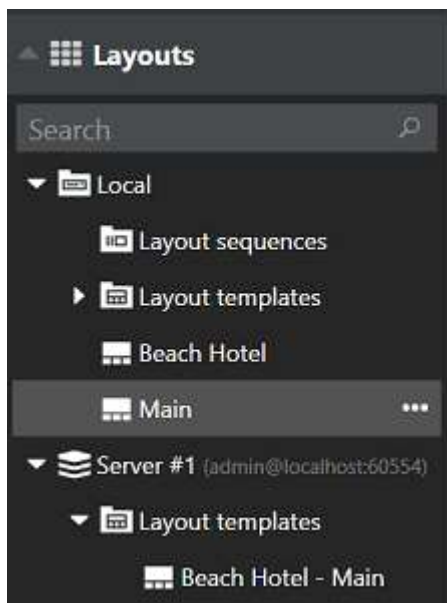 Layouts
Search
Local
Layout sequences
Layout templates
Beach Hotel
Main
Server #1 (admin@localhost:60554)
Layout templates
Beach Hotel - Main